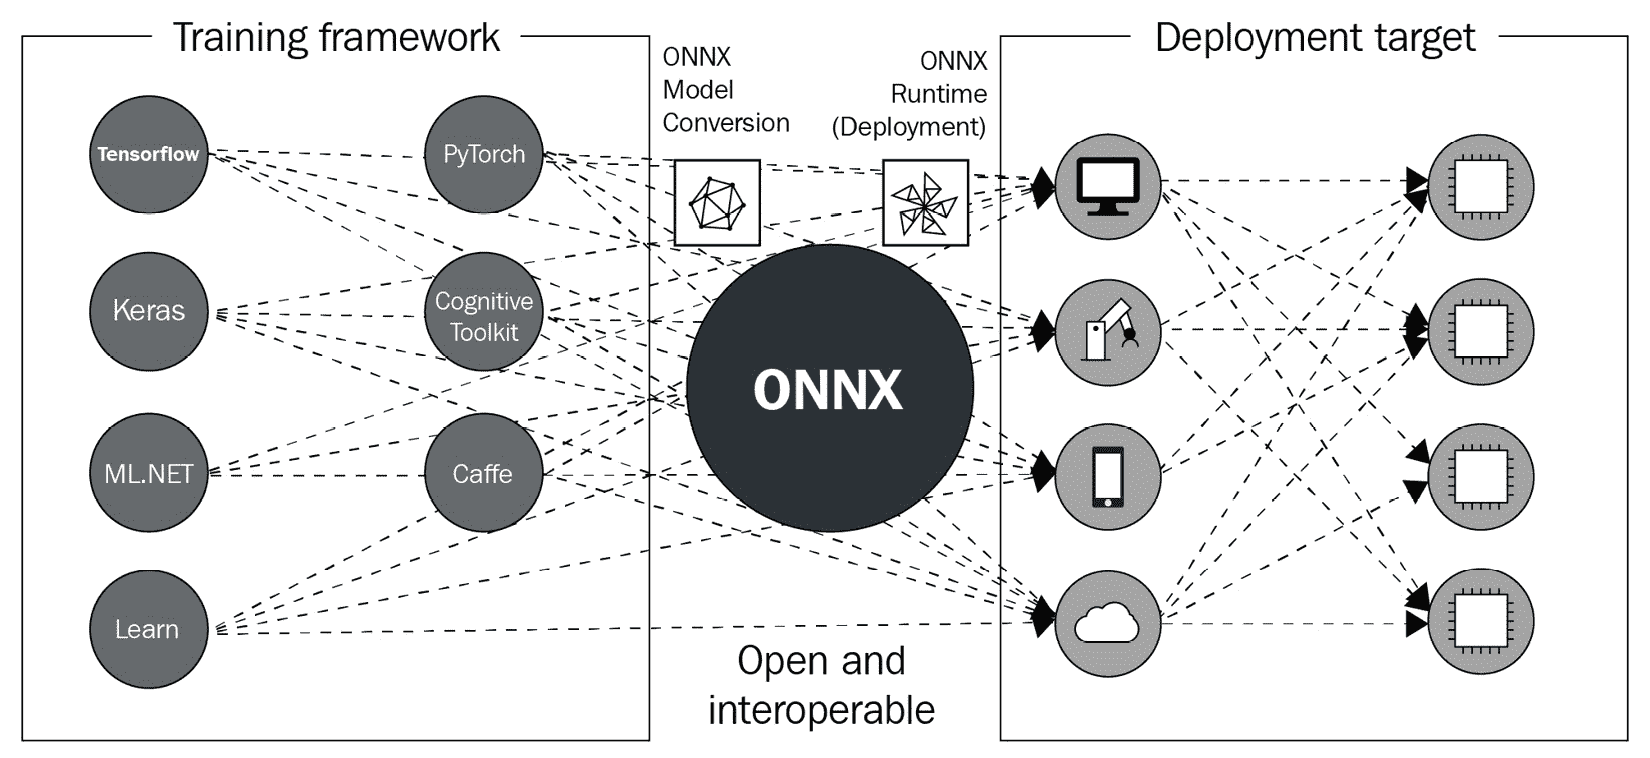 Training framework
Deployment target
ONNX
Model
Conversion
ONNX
Runtime
(Deployment)
Tensorflow
PyTorch
Keras
Cognitive
Toolkit
ML.NET
Caffe
Learn
ONNX
Open and
interoperable